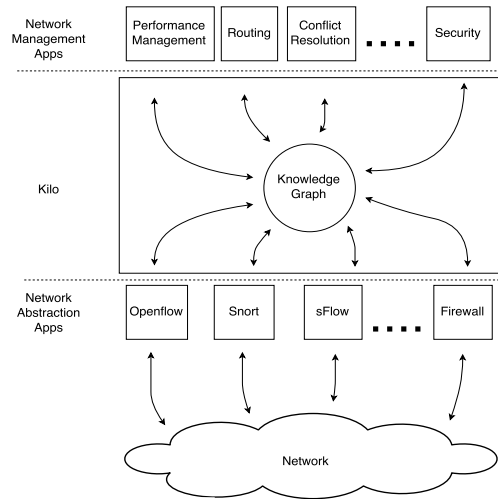 Network
Management
Apps
Performance
Management
Routing
Conflict
Resolution
Security
Kilo
Knowledge
Graph
Network
Abstraction
Apps
Openflow
Snort
sFlow
Firewall
Network